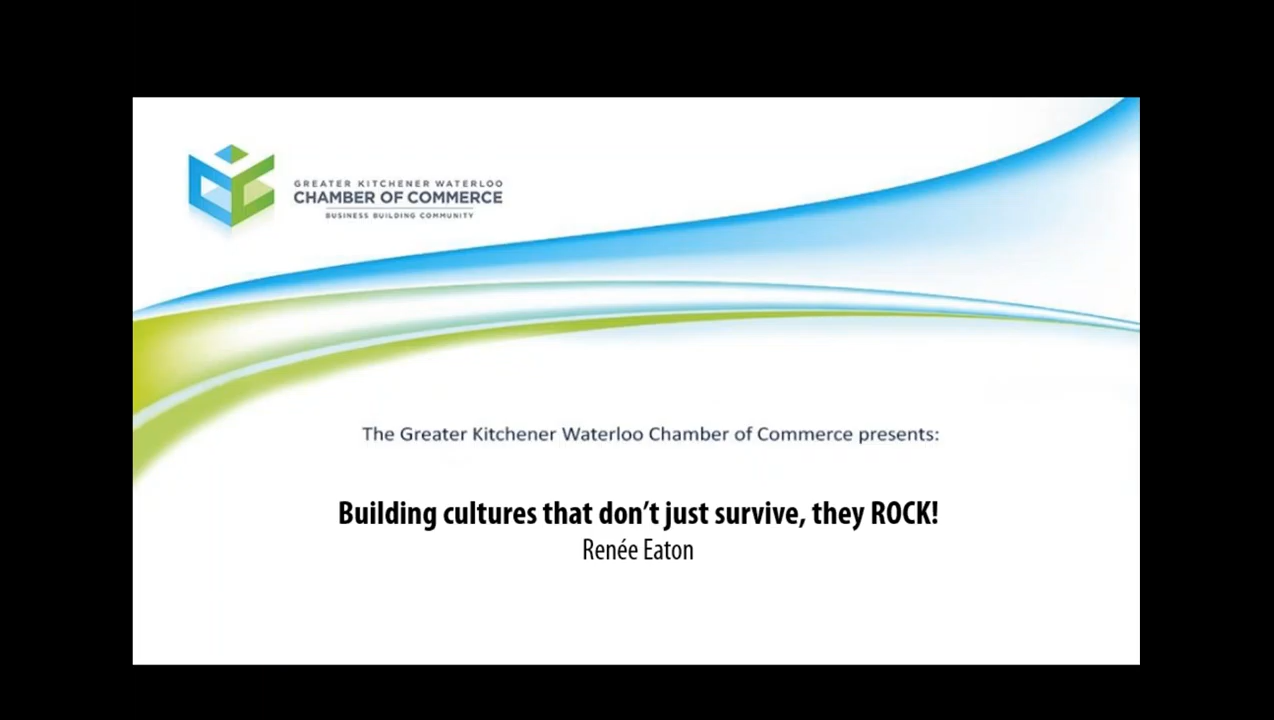 GREATER KITCHENER WATERLOO
CHAMBER OF COMMERCE
BUSINESS BUILDING COMMUNITY
The Greater Kitchener Waterloo Chamber of Commerce presents:
Building cultures that don’t just survive, they ROCK!
Renée Eaton